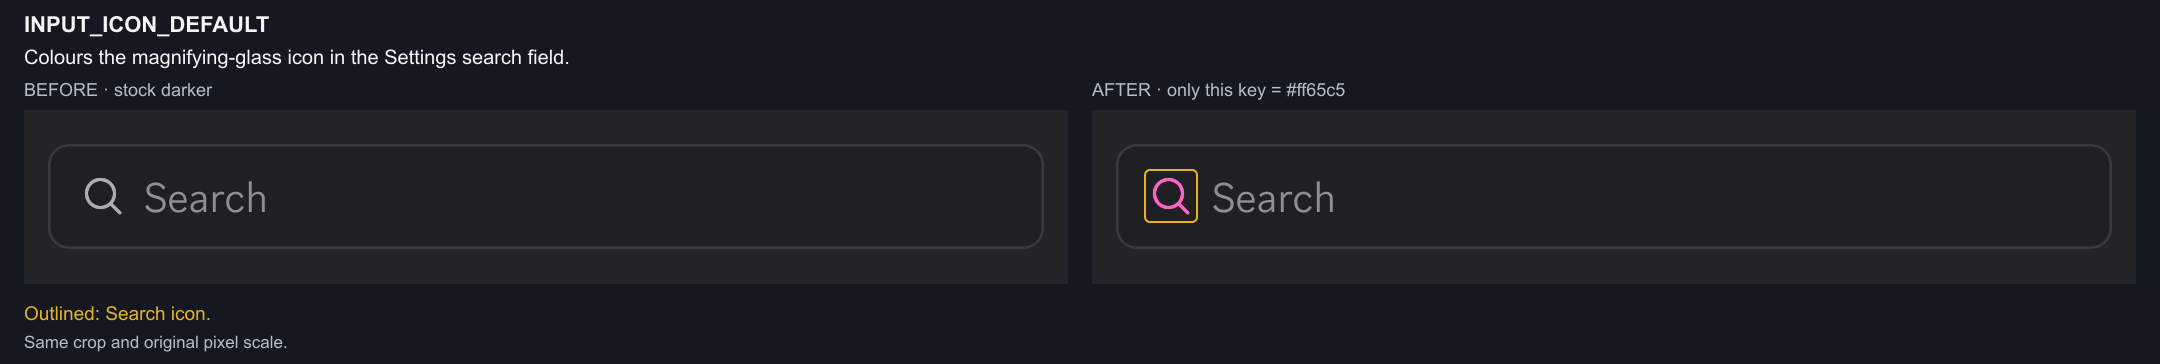 INPUT_ICON_DEFAULT
Colours the magnifying-glass icon in the Settings search field.
BEFORE · stock darker
AFTER · only this key = #ff65c5
Search
Search
Outlined: Search icon.
Same crop and original pixel scale.